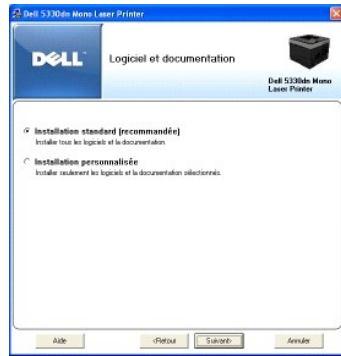 Dell 5330dn Mono Laser Printer
DELL
Logiciel et documentation
Dell 5330dn Mono
Laser Printer
Installation standard (recommandée)
Installer tous les logiciels et la documentation
Installation personnalisée
Installer seulement les logiciels et la documentation sélectionnés.
Aide
<Retour
Suivant>
Annuler